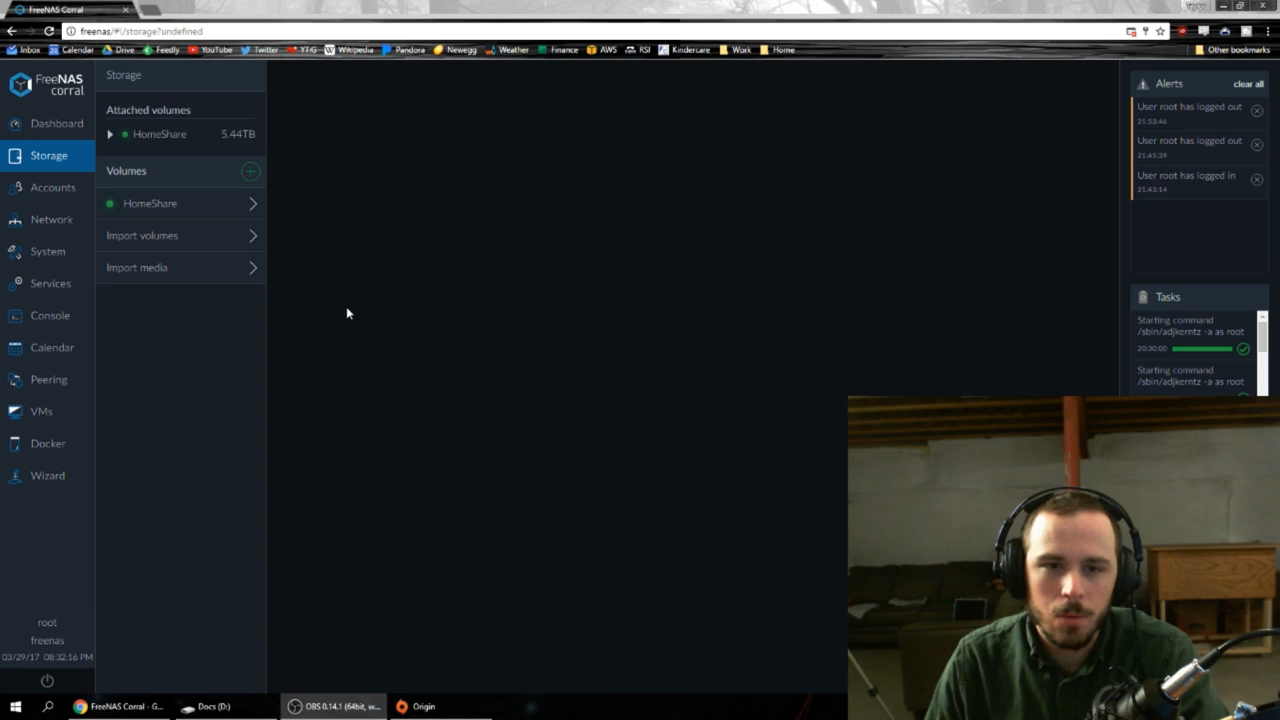 FreeNAS Corral
freenas/#!/storage?undefined
Inbox Calendar Drive Feedly YouTube Twitter YTG Wikipedia Pandora Newegg Weather Finance AWS RSI Kindercare Work Home Other bookmarks
FreeNAS
corral
Dashboard
Storage
Accounts
Network
System
Services
Console
Calendar
Peering
VMs
Docker
Wizard
root
freenas
03/29/17 08:32:16 PM
Storage
Attached volumes
HomeShare 5.44TB
Volumes
HomeShare
Import volumes
Import media
Alerts clear all
User root has logged out
21:53:46
User root has logged out
21:45:39
User root has logged in
21:43:14
Tasks
Starting command
/sbin/adjkerntz -a as root
20:30:00
Starting command
/sbin/adjkerntz -a as root
FreeNAS Corral - G...
Docs (D:)
OBS 0.14.1 (64bit, w...
Origin